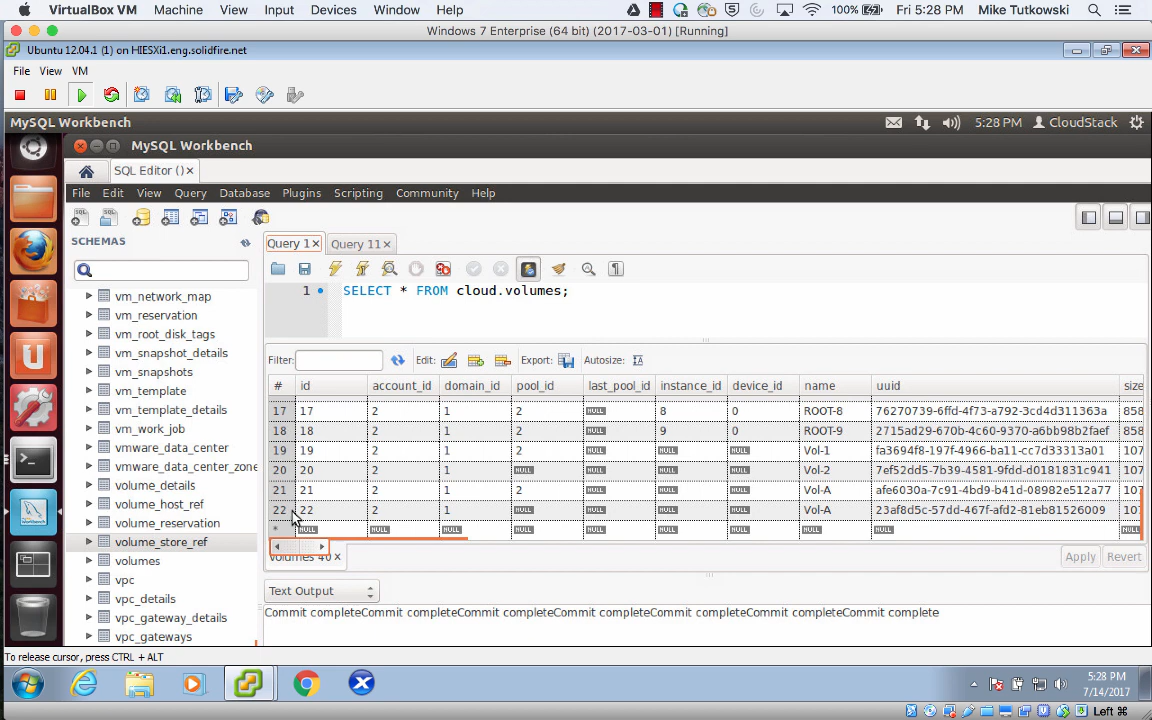 VirtualBox VM Machine View Input Devices Window Help 100% Fri 5:28 PM Mike Tutkowski
Windows 7 Enterprise (64 bit) (2017-03-01) [Running]
Ubuntu 12.04.1 (1) on HIESXi1.eng.solidfire.net
File View VM
MySQL Workbench 5:28 PM CloudStack
MySQL Workbench
SQL Editor ()
File Edit View Query Database Plugins Scripting Community Help
SCHEMAS
Query 1 Query 11
1 SELECT * FROM cloud.volumes;
Filter: Edit: Export: Autosize:
# id account_id domain_id pool_id last_pool_id instance_id device_id name uuid size
17 17 2 1 2 NULL 8 0 ROOT-8 76270739-6ffd-4f73-a792-3cd4d311363a 858
18 18 2 1 2 NULL 9 0 ROOT-9 2715ad29-670b-4c60-9370-a6bb98b2faef 858
19 19 2 1 2 NULL NULL NULL Vol-1 fa3694f8-197f-4966-ba11-cc7d31313a01 107
20 20 2 1 NULL NULL NULL NULL Vol-2 7ef52dd5-7b39-4581-9fdd-d0181831c941 107
21 21 2 1 2 NULL NULL NULL Vol-A afe6030a-7c91-4bd9-b41d-08982e512a77 107
22 22 2 1 NULL NULL NULL NULL Vol-A 23af8d5c-57dd-467f-afd2-81eb81526009 107
* NULL NULL NULL NULL NULL NULL NULL NULL NULL NULL
vm_network_map
vm_reservation
vm_root_disk_tags
vm_snapshot_details
vm_snapshots
vm_template
vm_template_details
vm_work_job
vmware_data_center
vmware_data_center_zone
volume_details
volume_host_ref
volume_reservation
volume_store_ref
volumes
vpc
vpc_details
vpc_gateway_details
vpc_gateways
volumes 40 Apply Revert
Text Output
Commit completeCommit completeCommit completeCommit completeCommit completeCommit completeCommit complete
To release cursor, press CTRL + ALT
5:28 PM
7/14/2017
Left ⌘